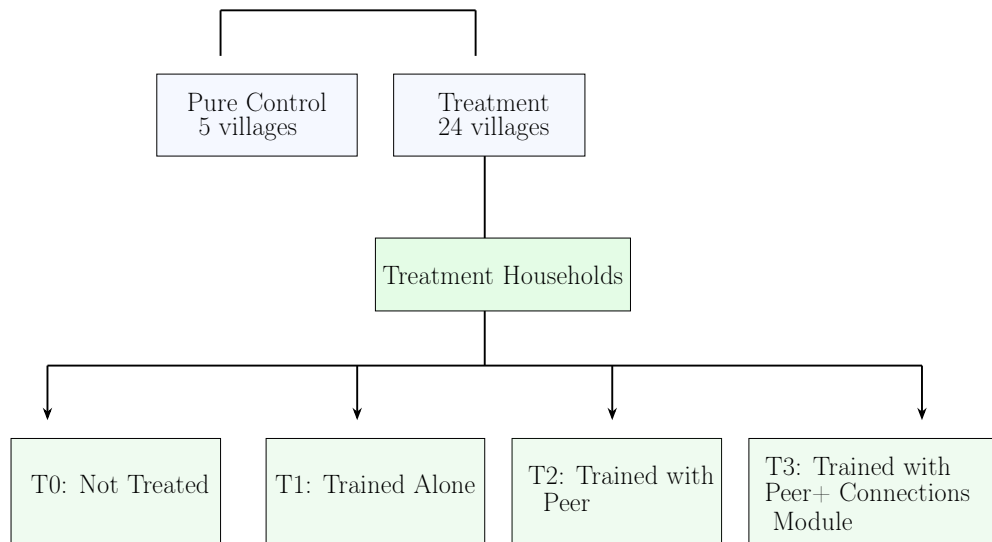 Pure Control
5 villages
Treatment
24 villages
Treatment Households
T0: Not Treated
T1: Trained Alone
T2: Trained with
Peer
T3: Trained with
Peer+ Connections
Module